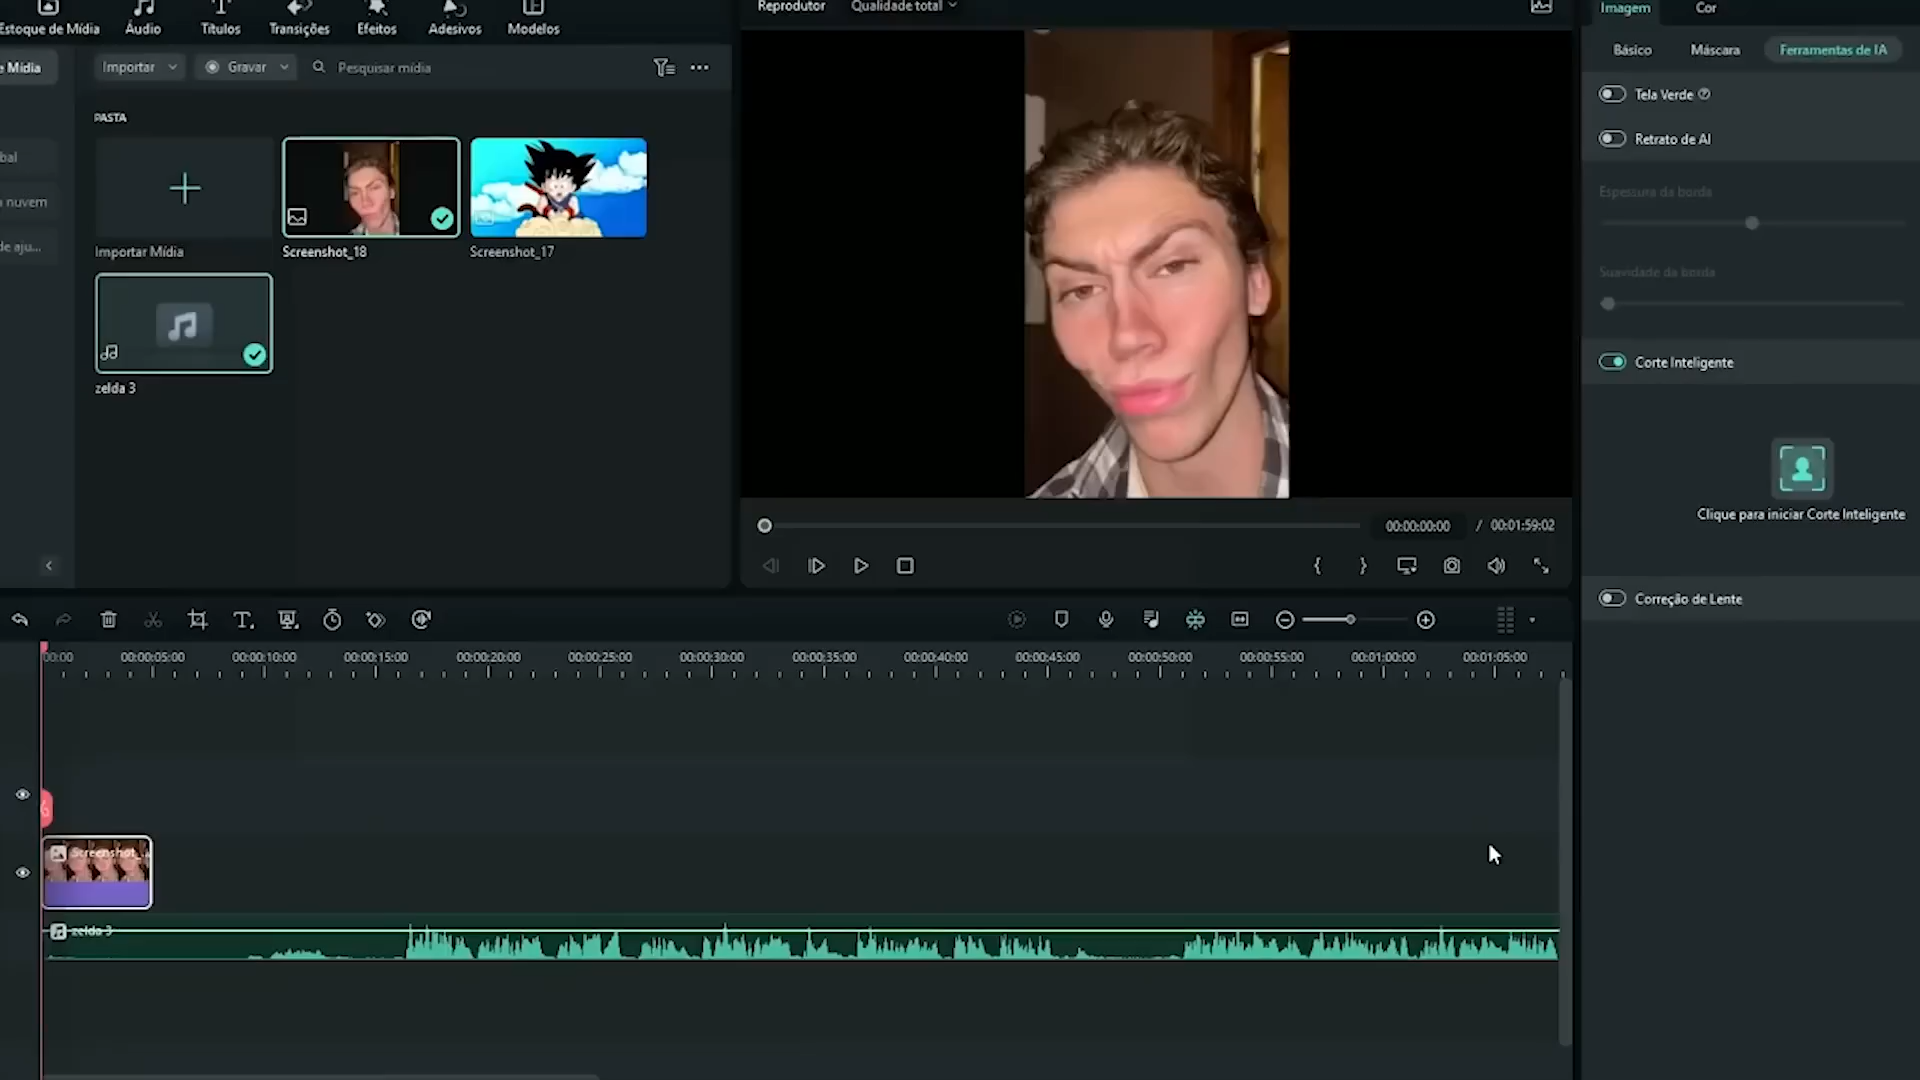 Reprodutor
Qualidade total
Imagem
Cor
Estoque de Mídia
Áudio
Títulos
Transições
Efeitos
Adesivos
Modelos
Básico
Máscara
Ferramentas de IA
Mídia
Importar
Gravar
Pesquisar mídia
Tela Verde
PASTA
Retrato de AI
bal
nuvem
Espessura da borda
de aju...
Importar Mídia
Screenshot_18
Screenshot_17
Suavidade da borda
Corte Inteligente
zelda 3
Clique para iniciar Corte Inteligente
00:00:00:00 / 00:01:59:02
Correção de Lente
00:00
00:00:05:00
00:00:10:00
00:00:15:00
00:00:20:00
00:00:25:00
00:00:30:00
00:00:35:00
00:00:40:00
00:00:45:00
00:00:50:00
00:00:55:00
00:01:00:00
00:01:05:00
Screenshot_...
zelda 3